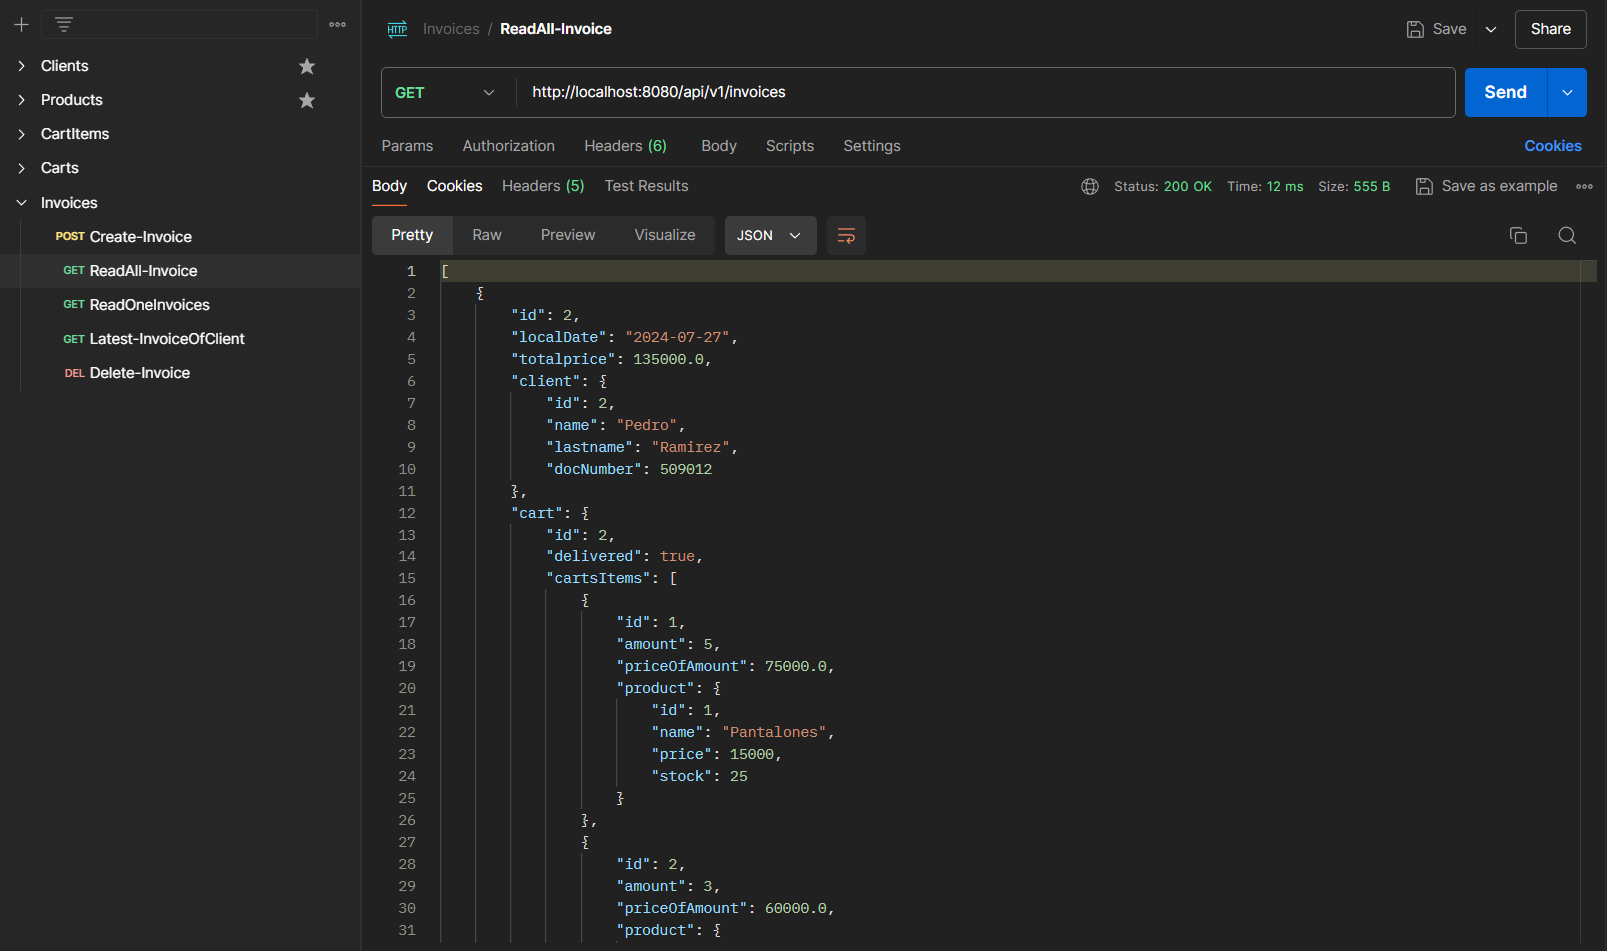 Clients
Products
CartItems
Carts
Invoices
POST Create-Invoice
GET ReadAll-Invoice
GET ReadOneInvoices
GET Latest-InvoiceOfClient
DEL Delete-Invoice
HTTP Invoices / ReadAll-Invoice
Save
Share
GET http://localhost:8080/api/v1/invoices
Send
Params Authorization Headers (6) Body Scripts Settings Cookies
Body Cookies Headers (5) Test Results Status: 200 OK Time: 12 ms Size: 555 B Save as example
Pretty Raw Preview Visualize JSON
1 [
2 {
3 "id": 2,
4 "localDate": "2024-07-27",
5 "totalprice": 135000.0,
6 "client": {
7 "id": 2,
8 "name": "Pedro",
9 "lastname": "Ramirez",
10 "docNumber": 509012
11 },
12 "cart": {
13 "id": 2,
14 "delivered": true,
15 "cartsItems": [
16 {
17 "id": 1,
18 "amount": 5,
19 "priceOfAmount": 75000.0,
20 "product": {
21 "id": 1,
22 "name": "Pantalones",
23 "price": 15000,
24 "stock": 25
25 }
26 },
27 {
28 "id": 2,
29 "amount": 3,
30 "priceOfAmount": 60000.0,
31 "product": {